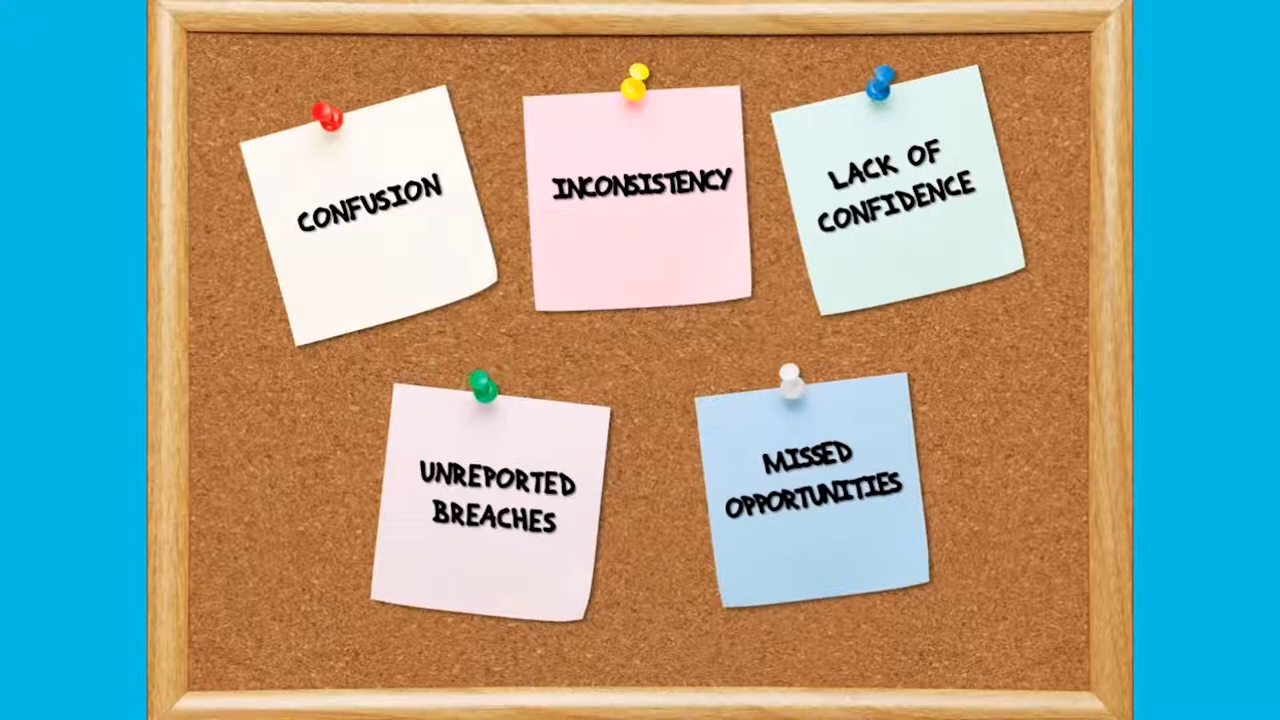 CONFUSION
INCONSISTENCY
LACK OF
CONFIDENCE
UNREPORTED
BREACHES
MISSED
OPPORTUNITIES